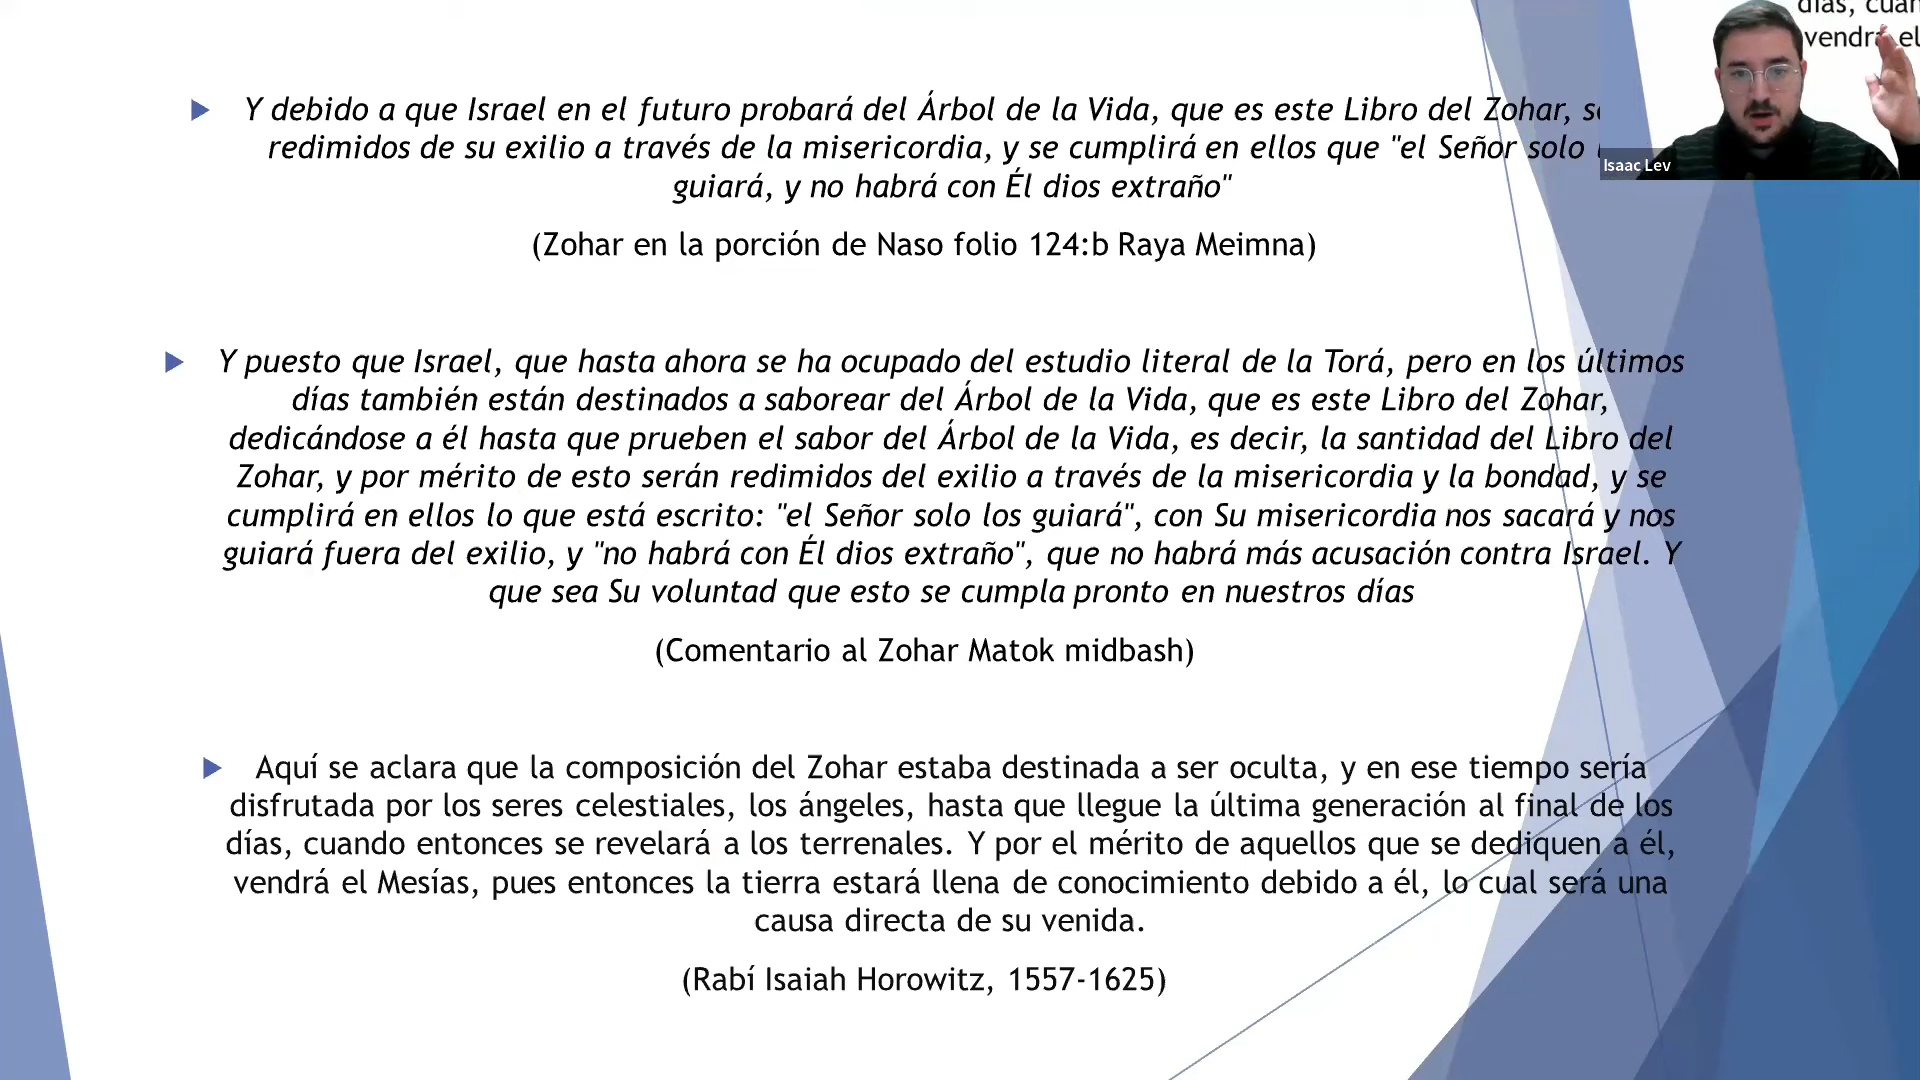 días, cuan
vendrá el
Isaac Lev
Y debido a que Israel en el futuro probará del Árbol de la Vida, que es este Libro del Zohar,
redimidos de su exilio a través de la misericordia, y se cumplirá en ellos que "el Señor solo
guiará, y no habrá con Él dios extraño"
(Zohar en la porción de Naso folio 124:b Raya Meimna)
Y puesto que Israel, que hasta ahora se ha ocupado del estudio literal de la Torá, pero en los últimos
días también están destinados a saborear del Árbol de la Vida, que es este Libro del Zohar,
dedicándose a él hasta que prueben el sabor del Árbol de la Vida, es decir, la santidad del Libro del
Zohar, y por mérito de esto serán redimidos del exilio a través de la misericordia y la bondad, y se
cumplirá en ellos lo que está escrito: "el Señor solo los guiará", con Su misericordia nos sacará y nos
guiará fuera del exilio, y "no habrá con Él dios extraño", que no habrá más acusación contra Israel. Y
que sea Su voluntad que esto se cumpla pronto en nuestros días
(Comentario al Zohar Matok midbash)
Aquí se aclara que la composición del Zohar estaba destinada a ser oculta, y en ese tiempo sería
disfrutada por los seres celestiales, los ángeles, hasta que llegue la última generación al final de los
días, cuando entonces se revelará a los terrenales. Y por el mérito de aquellos que se dediquen a él,
vendrá el Mesías, pues entonces la tierra estará llena de conocimiento debido a él, lo cual será una
causa directa de su venida.
(Rabí Isaiah Horowitz, 1557-1625)